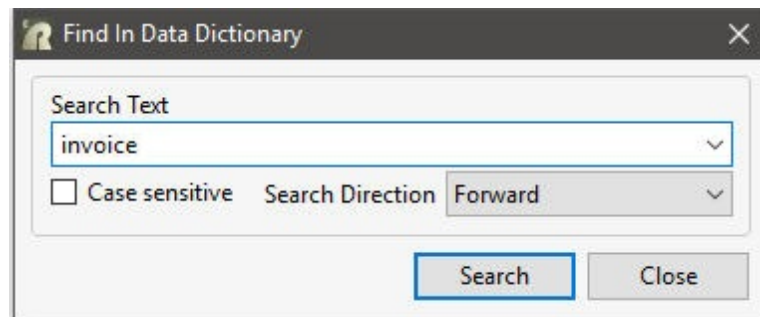 Find In Data Dictionary
Search Text
invoice
Case sensitive Search Direction Forward
Search Close